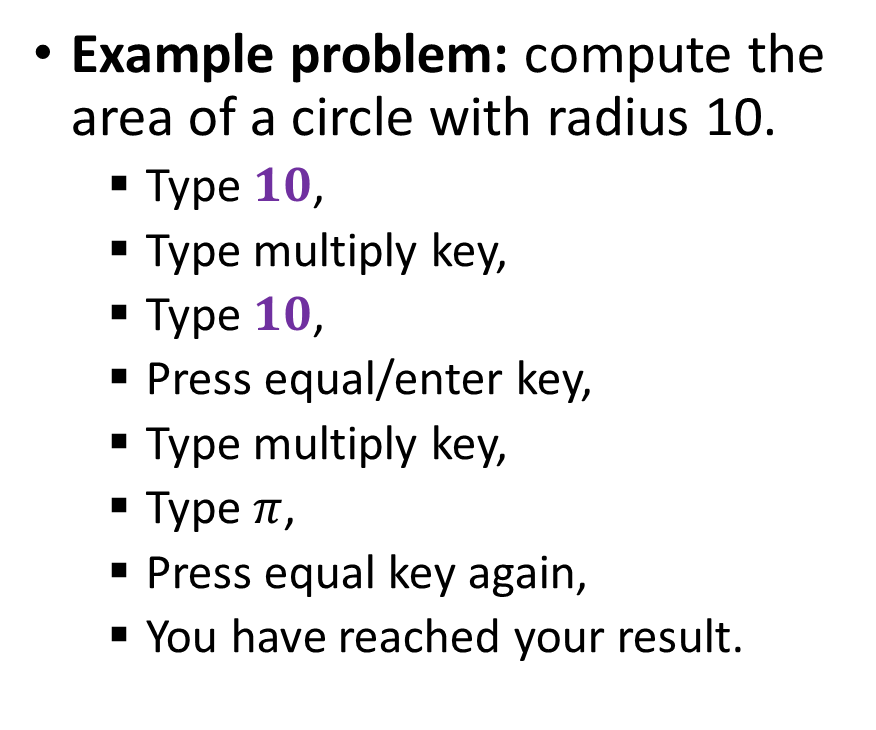 • Example problem: compute the
area of a circle with radius 10.
▪ Type 10,
▪ Type multiply key,
▪ Type 10,
▪ Press equal/enter key,
▪ Type multiply key,
▪ Type 𝜋,
▪ Press equal key again,
▪ You have reached your result.